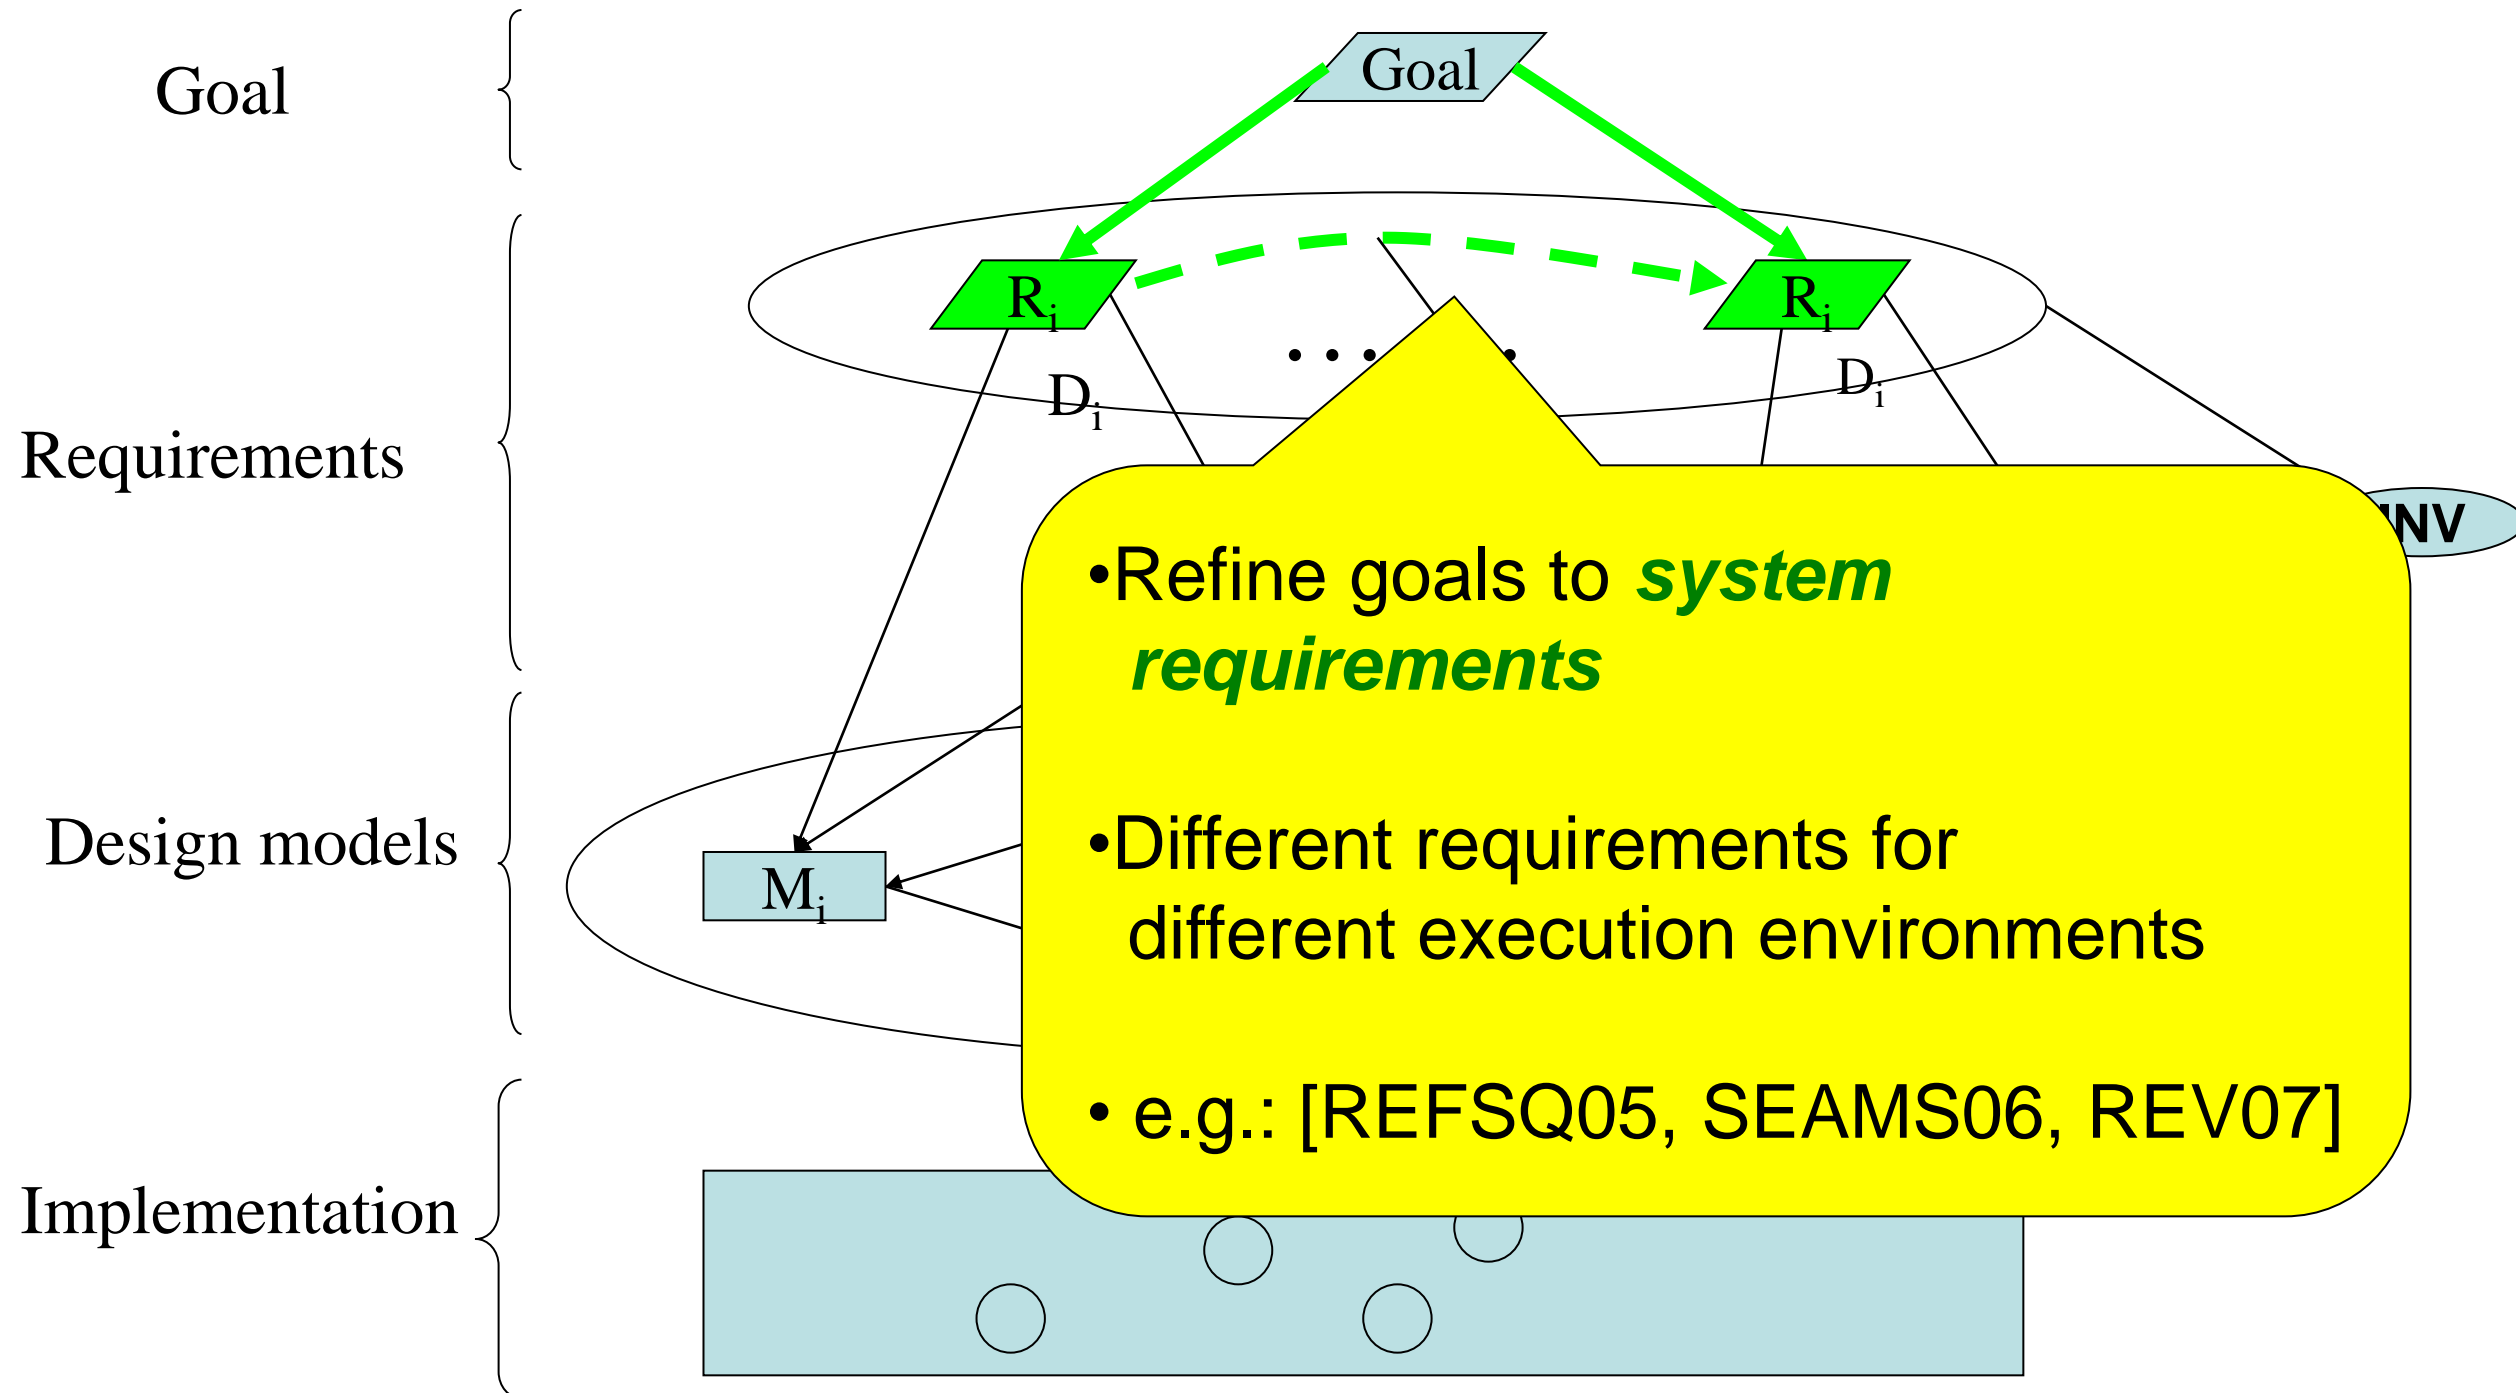 Goal
Goal
Ri
Ri
.... .
Di
Di
Requirements
NV
•Refine goals to system
requirements
Design models
•Different requirements for
different execution environments
Mi
• e.g.: [REFSQ05, SEAMS06, REV07]
Implementation